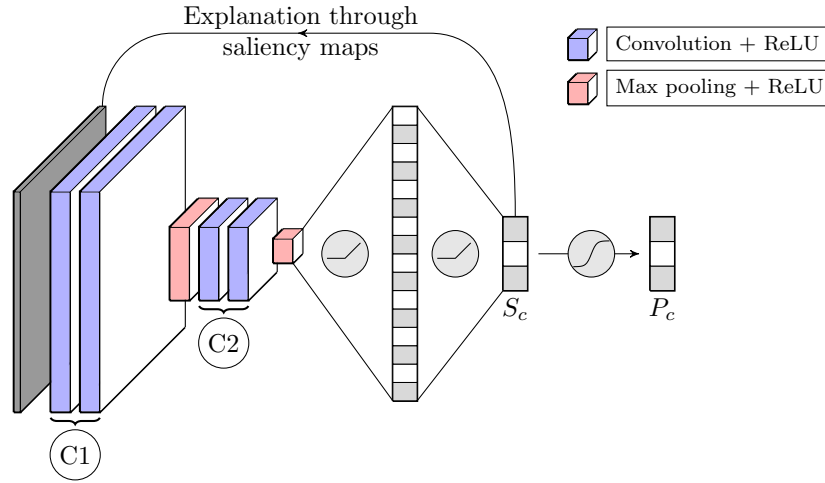 Explanation through
saliency maps
Convolution + ReLU
Max pooling + ReLU
C1
C2
S_c
P_c